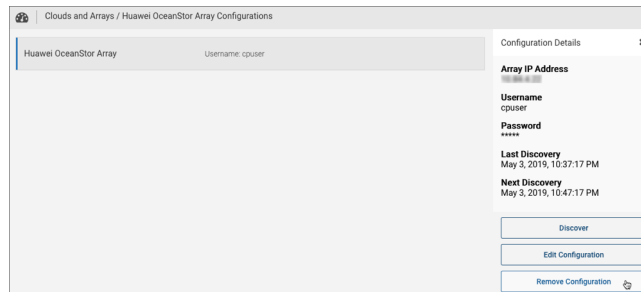 Clouds and Arrays / Huawei OceanStor Array Configurations
Huawei OceanStor Array
Username: cpuser
Configuration Details
Array IP Address
Username
cpuser
Password
*****
Last Discovery
May 3, 2019, 10:37:17 PM
Next Discovery
May 3, 2019, 10:47:17 PM
Discover
Edit Configuration
Remove Configuration